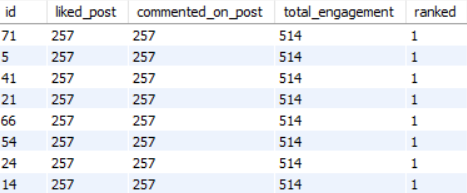 id liked_post commented_on_post total_engagement ranked
71 257 257 514 1
5 257 257 514 1
41 257 257 514 1
21 257 257 514 1
66 257 257 514 1
54 257 257 514 1
24 257 257 514 1
14 257 257 514 1